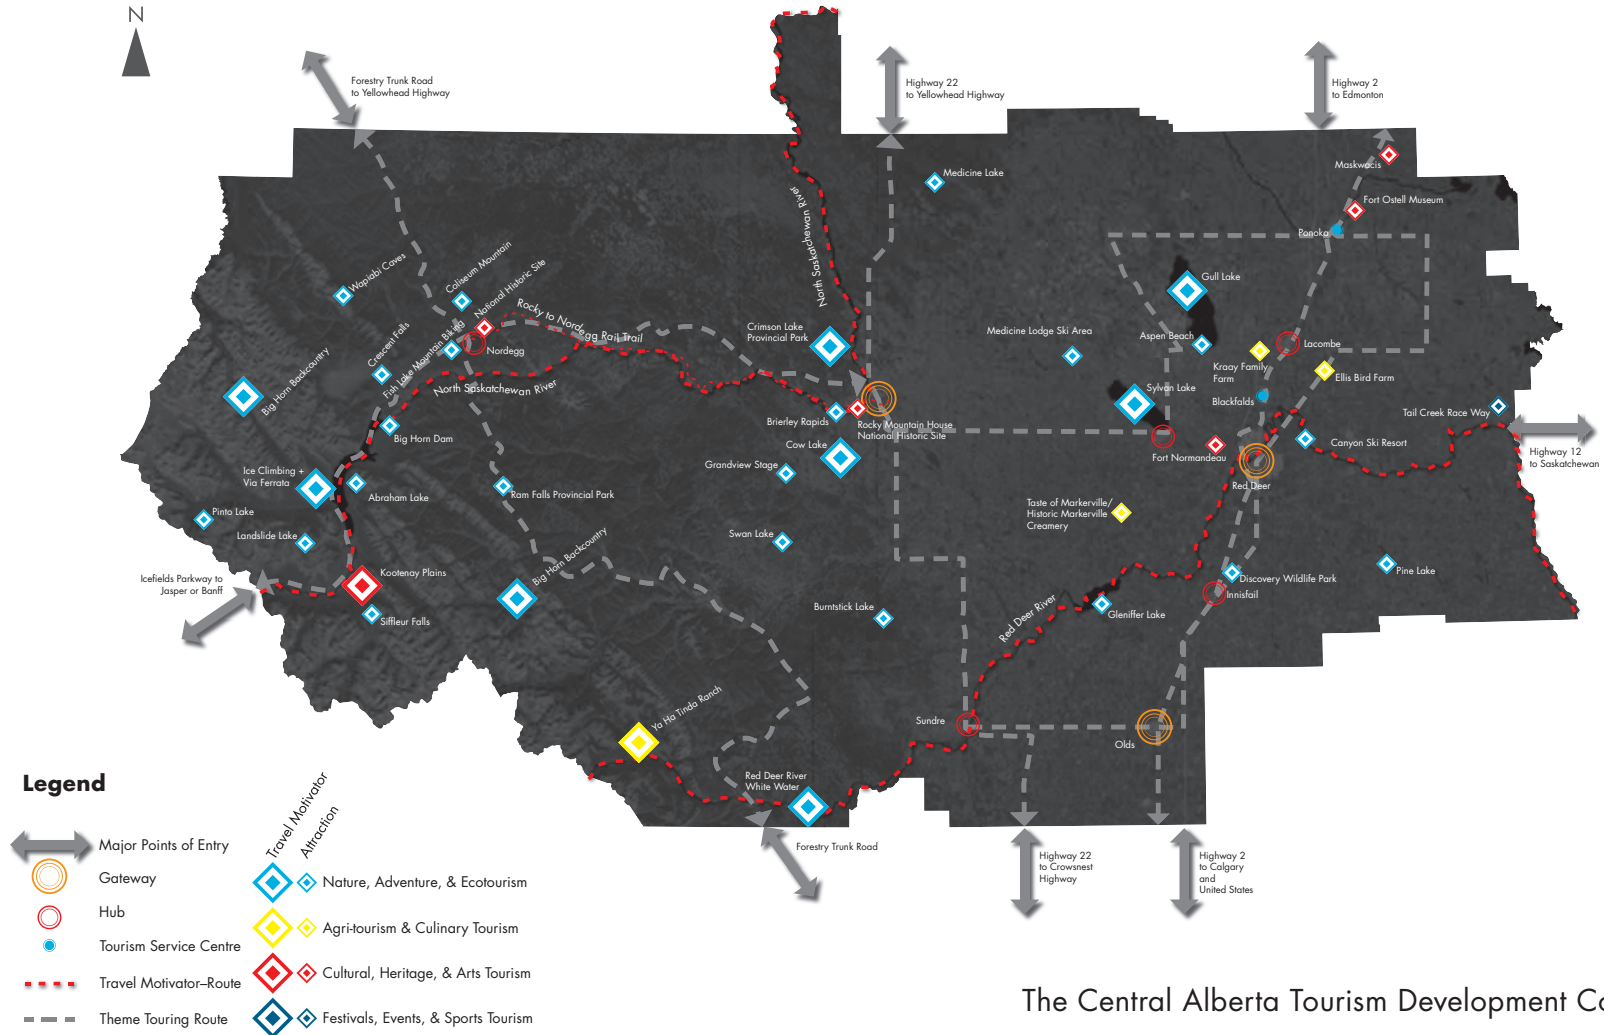 N
Forestry Trunk Road
to Yellowhead Highway
Highway 22
to Yellowhead Highway
Highway 2
to Edmonton
Maskwacis
Medicine Lake
Fort Ostell Museum
Ponoka
North Saskatchewan River
Coliseum Mountain
National Historic Site
Wapiabi Caves
Gull Lake
Rocky to Nordegg Rail Trail
Crimson Lake
Provincial Park
Medicine Lodge Ski Area
Aspen Beach
Lacombe
Crescent Falls
Fish Lake Mountain Biking
Nordegg
Kraay Family
Farm
Ellis Bird Farm
Big Horn Backcountry
North Saskatchewan River
Sylvan Lake
Blackfalds
Tail Creek Race Way
Brierley Rapids
Rocky Mountain House
National Historic Site
Big Horn Dam
Cow Lake
Fort Normandeau
Canyon Ski Resort
Highway 12
to Saskatchewan
Ice Climbing +
Via Ferrata
Grandview Stage
Red Deer
Abraham Lake
Ram Falls Provincial Park
Pinto Lake
Taste of Markerville/
Historic Markerville
Creamery
Landslide Lake
Swan Lake
Big Horn Backcountry
Pine Lake
Icefields Parkway to
Jasper or Banff
Kootenay Plains
Discovery Wildlife Park
Innisfail
Siffleur Falls
Burntstick Lake
Gleniffer Lake
Red Deer River
Ya Ha Tinda Ranch
Sundre
Olds
Red Deer River
White Water
Forestry Trunk Road
Highway 22
to Crowsnest
Highway
Highway 2
to Calgary
and
United States
Legend
Travel Motivator
Attraction
Major Points of Entry
Gateway
Hub
Tourism Service Centre
Travel Motivator–Route
Theme Touring Route
Nature, Adventure, & Ecotourism
Agri-tourism & Culinary Tourism
Cultural, Heritage, & Arts Tourism
Festivals, Events, & Sports Tourism
The Central Alberta Tourism Development Co